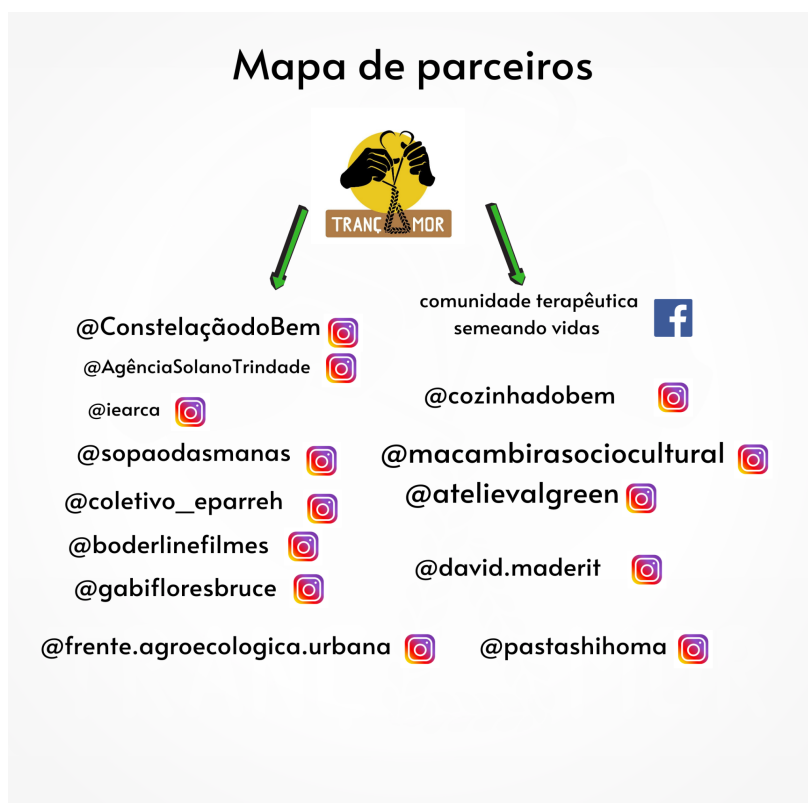 Mapa de parceiros
TRANÇAMOR
@ConstelaçãodoBem
@AgênciaSolanoTrindade
@iearca
@sopaodasmanas
@coletivo_eparreh
@boderlinefilmes
@gabifloresbruce
@frente.agroecologica.urbana
comunidade terapêutica
semeando vidas
@cozinhadobem
@macambirasociocultural
@atelievalgreen
@david.maderit
@pastashihoma